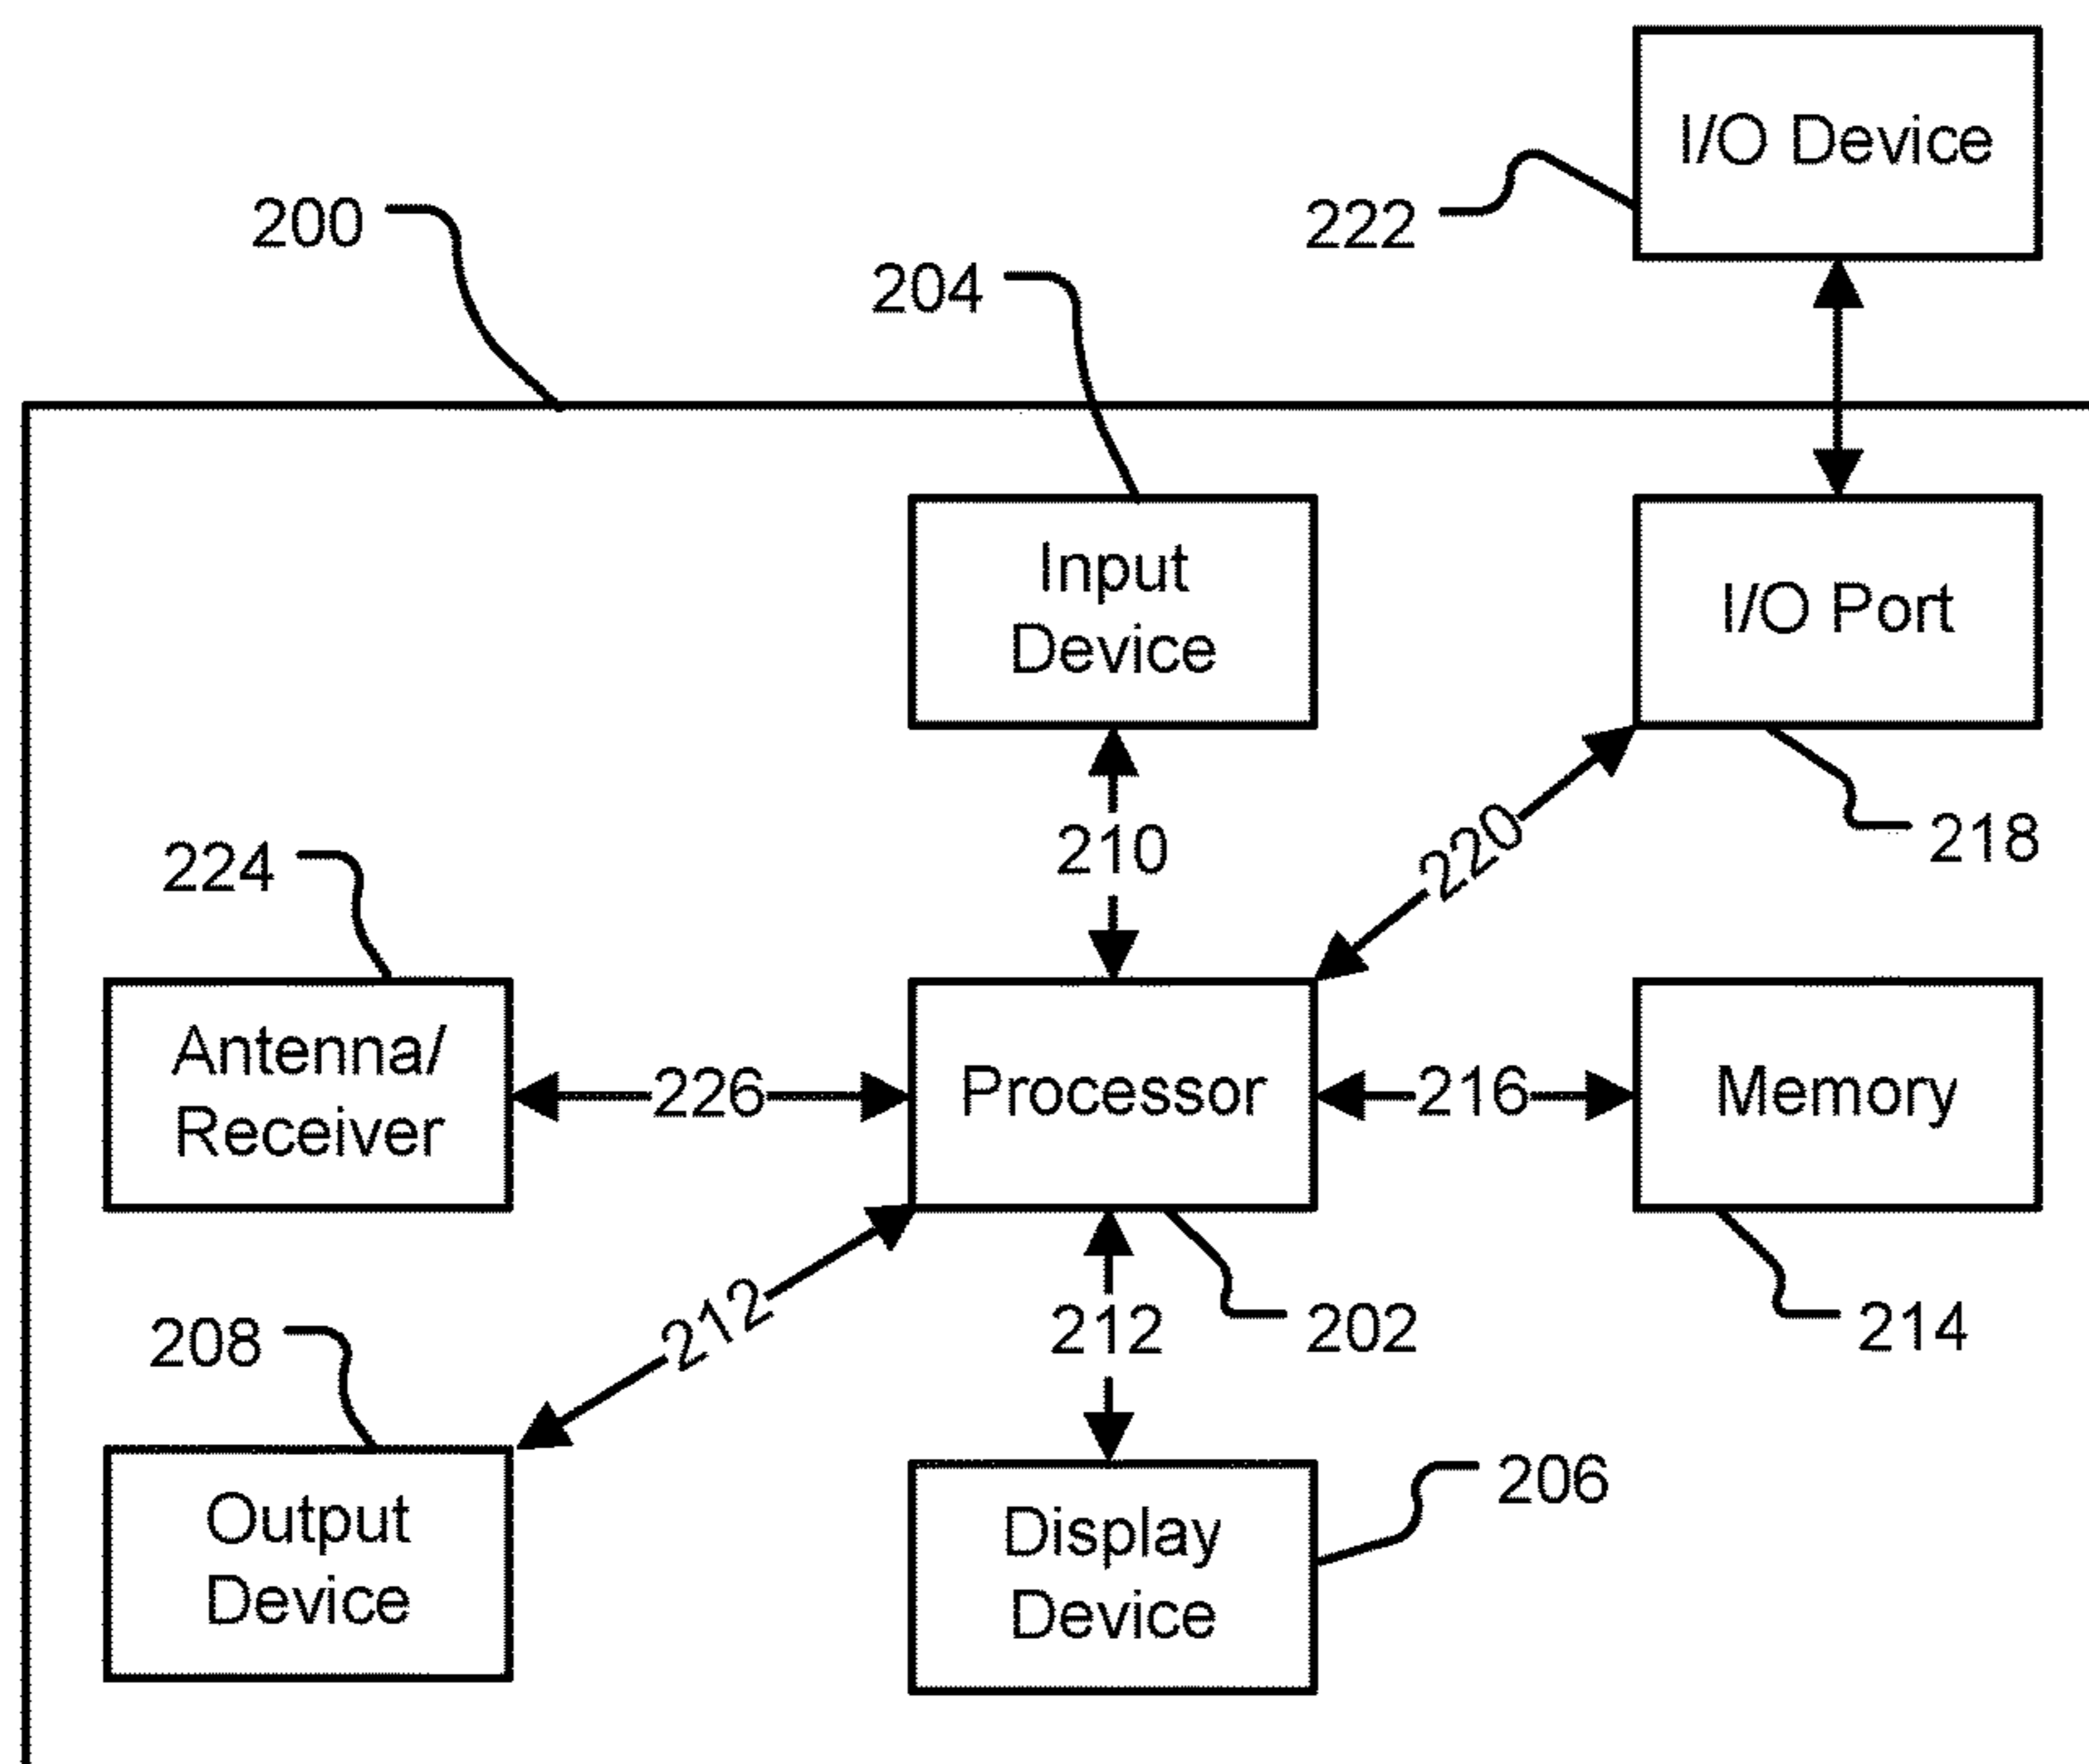 I/O Device
222
200
204
Input
Device
I/O Port
210
220
218
224
Antenna/
Receiver
226
Processor
216
Memory
212
212
202
214
208
206
Output
Device
Display
Device